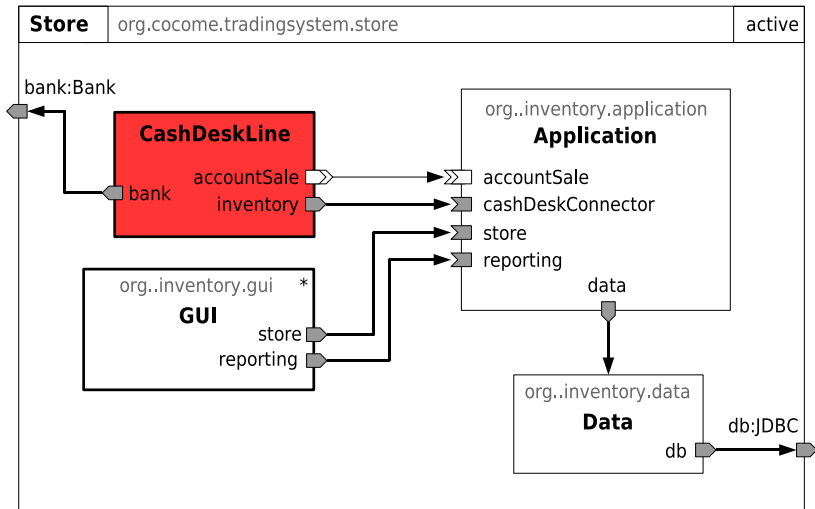 Store
org.cocome.tradingsystem.store
active
bank:Bank
CashDeskLine
accountSale
bank
inventory
org..inventory.application
Application
accountSale
cashDeskConnector
store
reporting
data
org..inventory.gui *
GUI
store
reporting
org..inventory.data
Data
db
db:JDBC